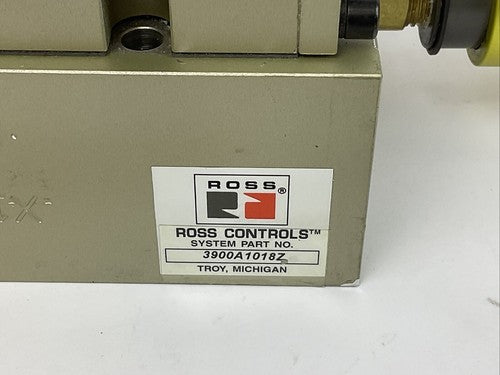 ROSS®
ROSS CONTROLS™
SYSTEM PART NO.
3900A1018Z
TROY, MICHIGAN